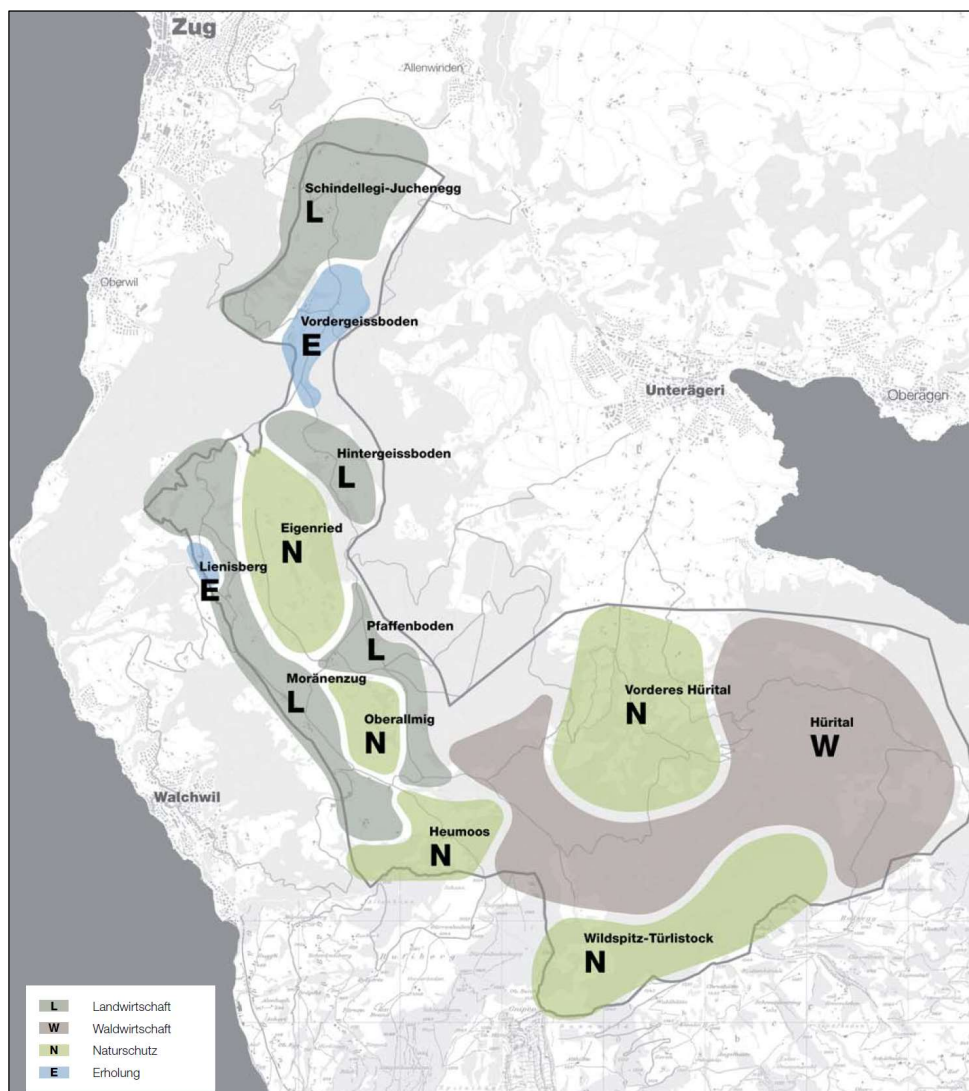 Zug
Allenwinden
Schindellegi-Juchenegg
L
Oberwil
Vordergeissboden
E
Unterägeri
Oberägeri
Hintergeissboden
L
Eigenried
N
Lienisberg
E
Pfaffenboden
L
Moränenzug
L
Vorderes Hürital
N
Oberallmig
N
Hürital
W
Walchwil
Heumoos
N
Wildspitz-Türlistock
N
L Landwirtschaft
W Waldwirtschaft
N Naturschutz
E Erholung